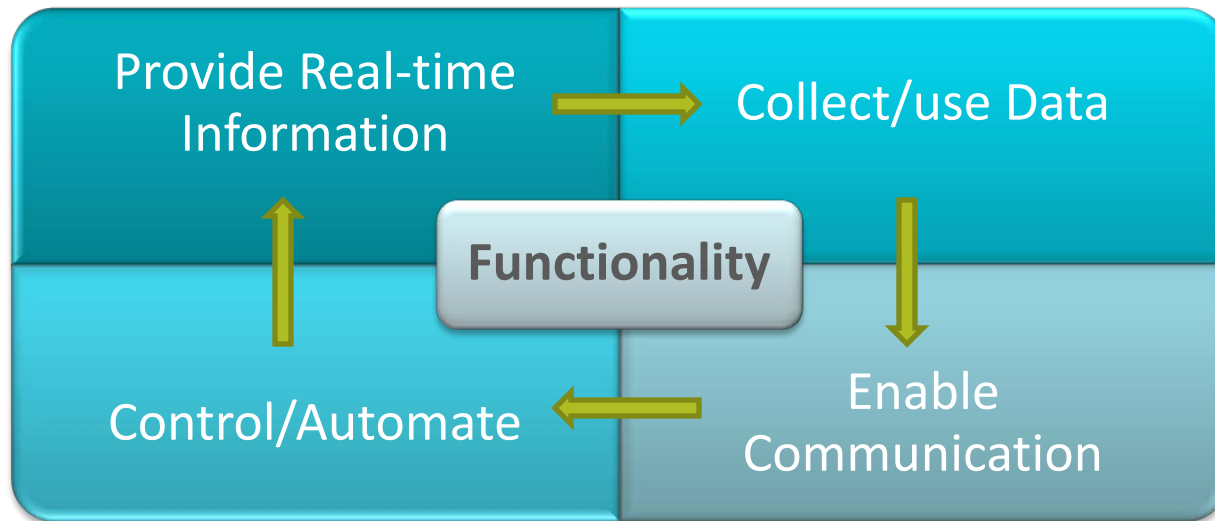 Provide Real-time
Information
Collect/use Data
Functionality
Control/Automate
Enable
Communication